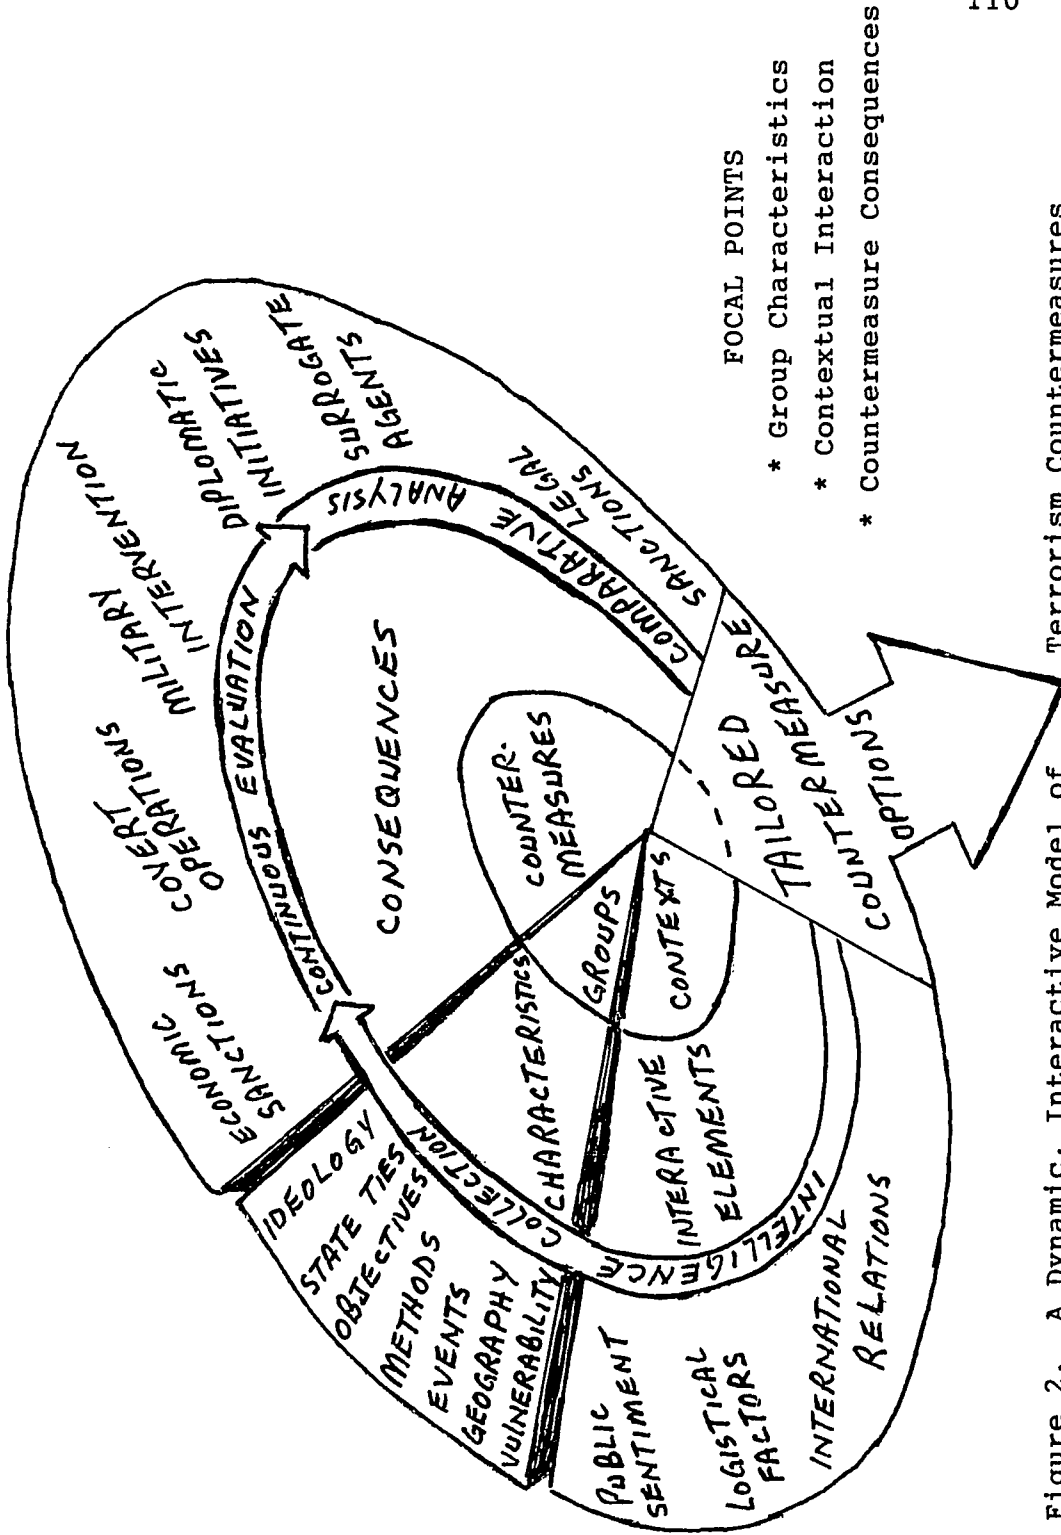 ECONOMIC
SANCTIONS
COVERT
OPERATIONS
MILITARY
INTERVENTION
DIPLOMATIC
INITIATIVES
SURROGATE
AGENTS
LEGAL
SANCTIONS
CONTINUOUS EVALUATION
COMPARATIVE ANALYSIS
CONSEQUENCES
COUNTER-
MEASURES
IDEOLOGY
STATE TIES
OBJECTIVES
METHODS
EVENTS
GEOGRAPHY
VULNERABILITY
INTELLIGENCE COLLECTION
CHARACTERISTICS
GROUPS
CONTEXTS
INTERACTIVE
ELEMENTS
PUBLIC
SENTIMENT
LOGISTICAL
FACTORS
INTERNATIONAL
RELATIONS
TAILORED
COUNTERMEASURE
OPTIONS
FOCAL POINTS
* Group Characteristics
* Contextual Interaction
* Countermeasure Consequences
Figure 2. A Dynamic, Interactive Model of Terrorism Countermeasures